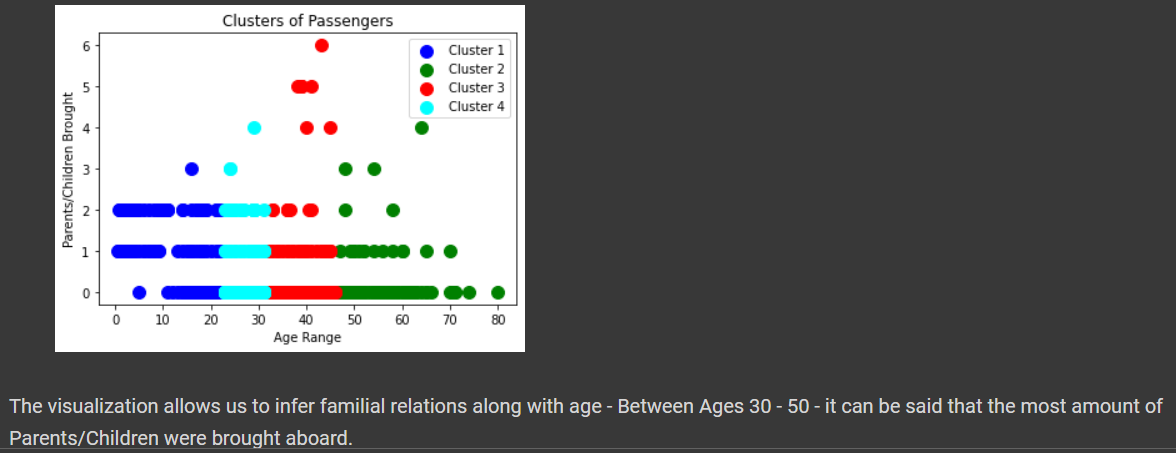 Clusters of Passengers
Cluster 1
Cluster 2
Cluster 3
Cluster 4
Parents/Children Brought
6
5
4
3
2
1
0
0 10 20 30 40 50 60 70 80
Age Range
The visualization allows us to infer familial relations along with age - Between Ages 30 - 50 - it can be said that the most amount of
Parents/Children were brought aboard.